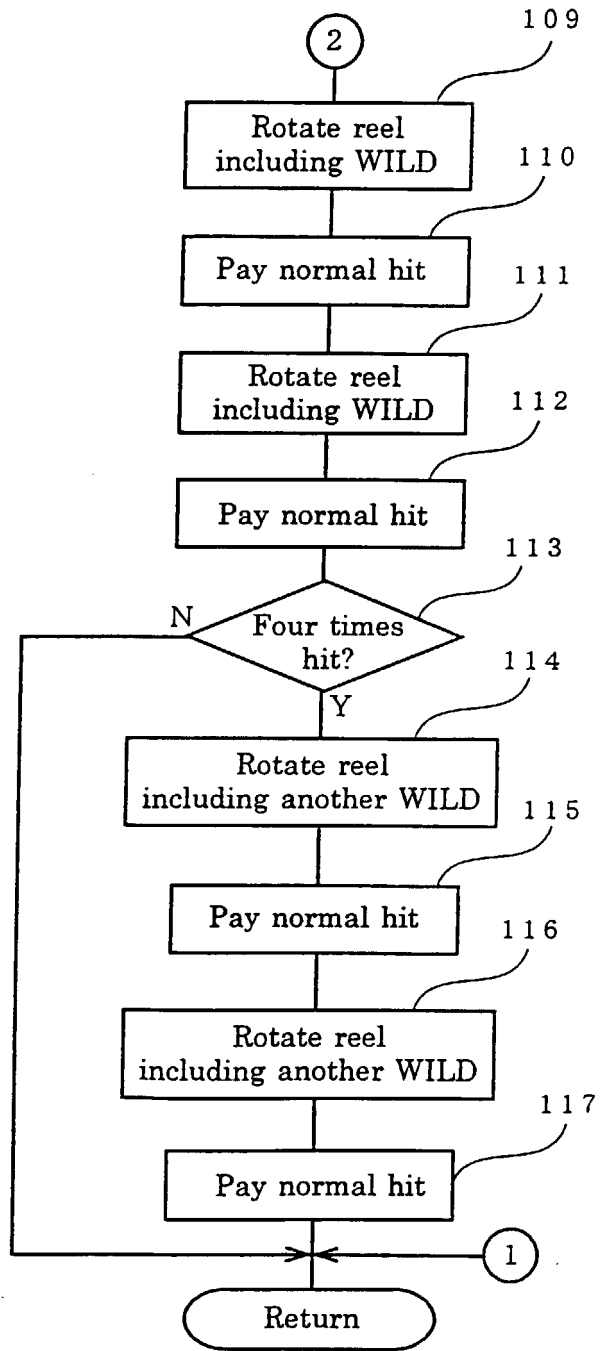 109
2
Rotate reel
including WILD
110
Pay normal hit
111
Rotate reel
including WILD
112
Pay normal hit
113
N
Four times
hit?
Y
114
Rotate reel
including another WILD
115
Pay normal hit
116
Rotate reel
including another WILD
117
Pay normal hit
1
Return